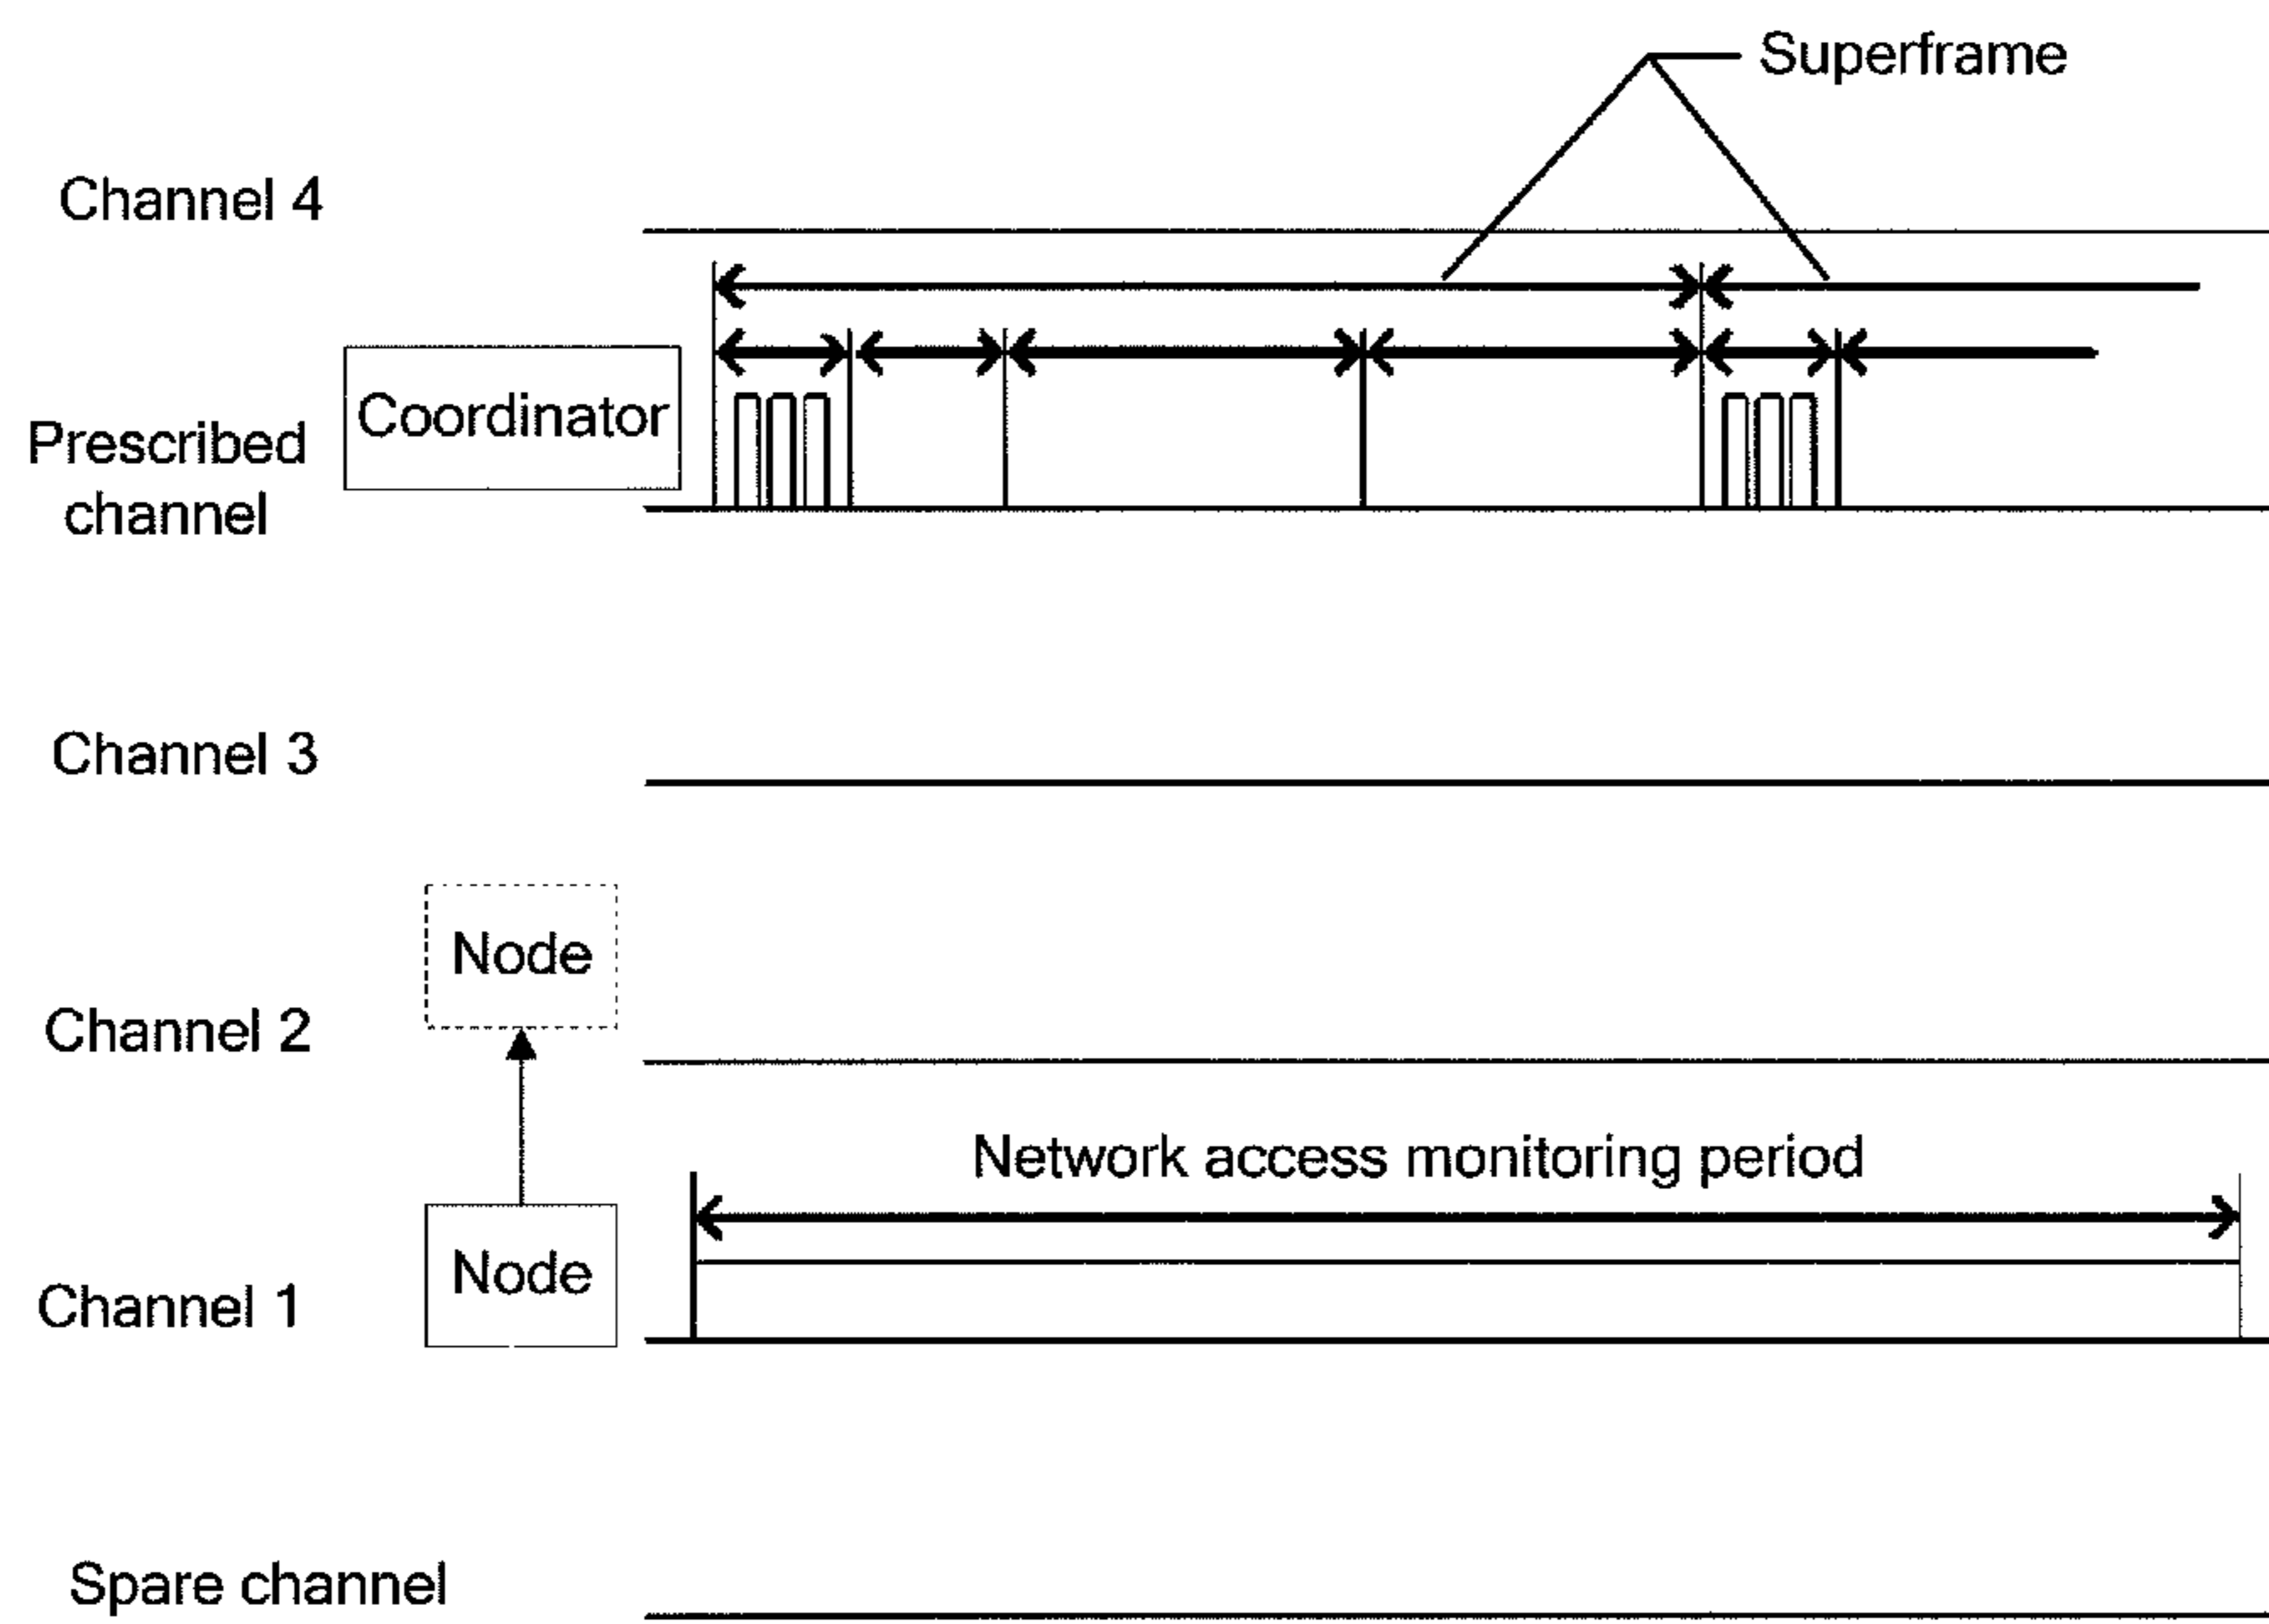 Superframe
Channel 4
Coordinator
Prescribed
channel
Channel 3
Node
Channel 2
Network access monitoring period
Node
Channel 1
Spare channel